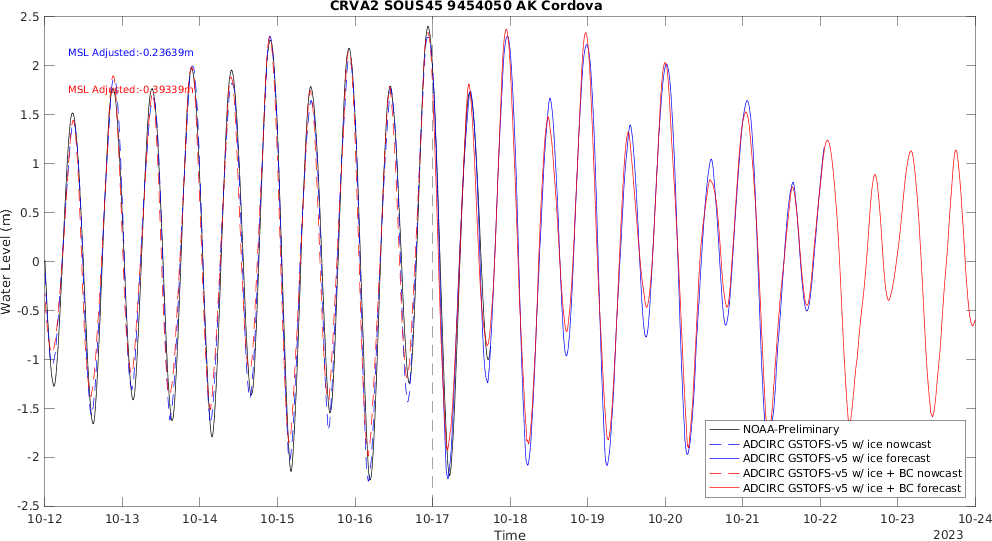 CRVA2 SOUS45 9454050 AK Cordova
MSL Adjusted:-0.23639m
MSL Adjusted:-0.39339m
Water Level (m)
2.5
2
1.5
1
0.5
0
-0.5
-1
-1.5
-2
-2.5
NOAA-Preliminary
ADCIRC GSTOFS-v5 w/ ice nowcast
ADCIRC GSTOFS-v5 w/ ice forecast
ADCIRC GSTOFS-v5 w/ ice + BC nowcast
ADCIRC GSTOFS-v5 w/ ice + BC forecast
10-12 10-13 10-14 10-15 10-16 10-17 10-18 10-19 10-20 10-21 10-22 10-23 10-24
Time
2023